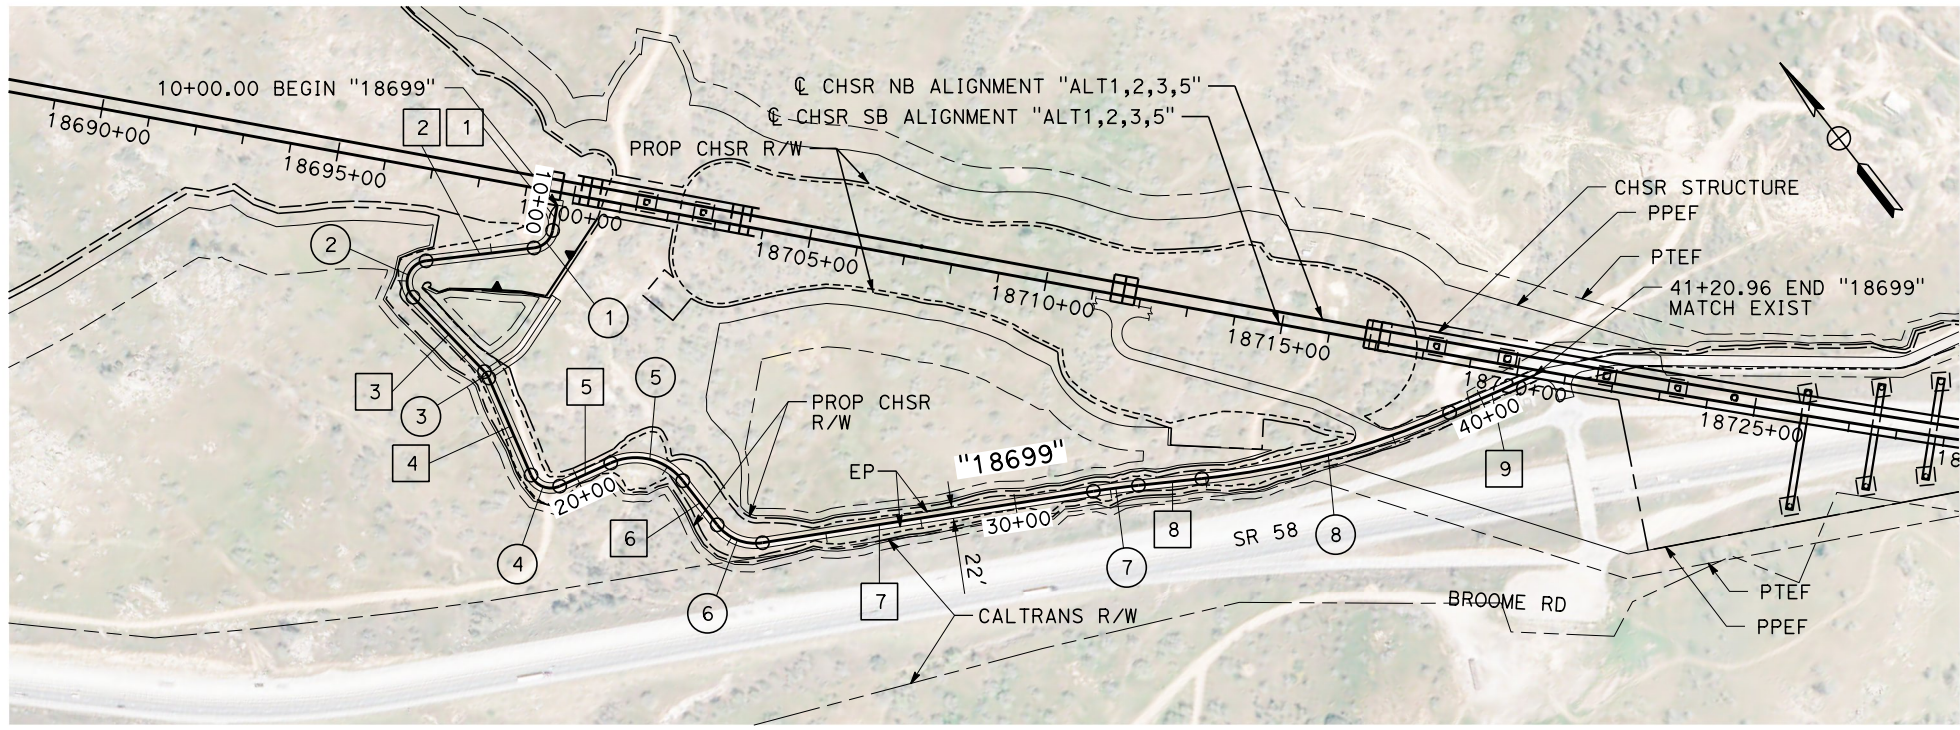 10+00.00 BEGIN "18699"
℄ CHSR NB ALIGNMENT "ALT1,2,3,5"
℄ CHSR SB ALIGNMENT "ALT1,2,3,5"
18690+00
2
1
18695+00
PROP CHSR R/W
10+00
CHSR STRUCTURE
PPEF
18705+00
2
PTEF
41+20.96 END "18699"
MATCH EXIST
18710+00
1
18715+00
3
5
5
3
18720+00
PROP CHSR
R/W
40+00
18725+00
4
EP
"18699"
9
20+00
30+00
6
8
SR 58
8
4
22'
7
7
6
BROOME RD
CALTRANS R/W
PTEF
PPEF